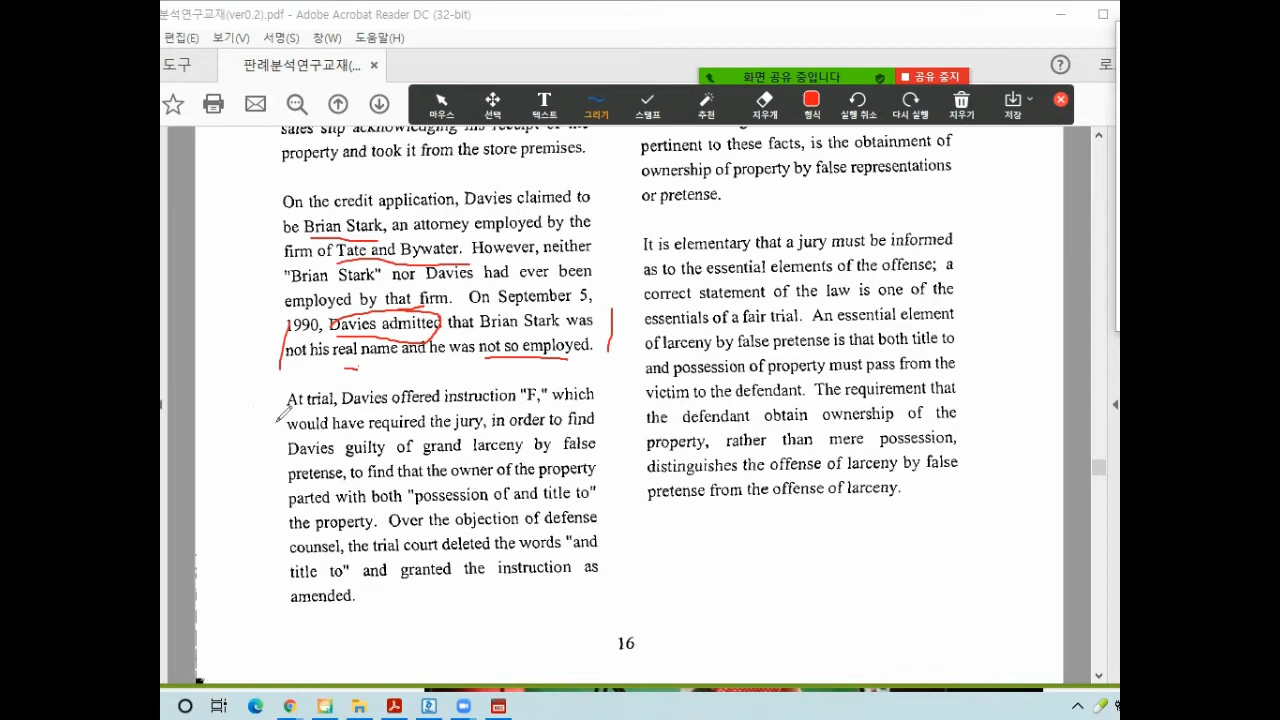 분석연구교재(ver0.2).pdf - Adobe Acrobat Reader DC (32-bit)
편집(E) 보기(V) 서명(S) 창(W) 도움말(H)
도구
판례분석연구교재(...
화면 공유 중입니다
공유 중지
로
마우스 선택 텍스트 그리기 스탬프 추천 지우개 형식 실행 취소 다시 실행 지우기 저장
sales slip acknowledging his receipt of the
property and took it from the store premises.
On the credit application, Davies claimed to
be Brian Stark, an attorney employed by the
firm of Tate and Bywater. However, neither
"Brian Stark" nor Davies had ever been
employed by that firm. On September 5,
1990, Davies admitted that Brian Stark was
not his real name and he was not so employed.
At trial, Davies offered instruction "F," which
would have required the jury, in order to find
Davies guilty of grand larceny by false
pretense, to find that the owner of the property
parted with both "possession of and title to"
the property. Over the objection of defense
counsel, the trial court deleted the words "and
title to" and granted the instruction as
amended.
pertinent to these facts, is the obtainment of
ownership of property by false representations
or pretense.
It is elementary that a jury must be informed
as to the essential elements of the offense; a
correct statement of the law is one of the
essentials of a fair trial. An essential element
of larceny by false pretense is that both title to
and possession of property must pass from the
victim to the defendant. The requirement that
the defendant obtain ownership of the
property, rather than mere possession,
distinguishes the offense of larceny by false
pretense from the offense of larceny.
16